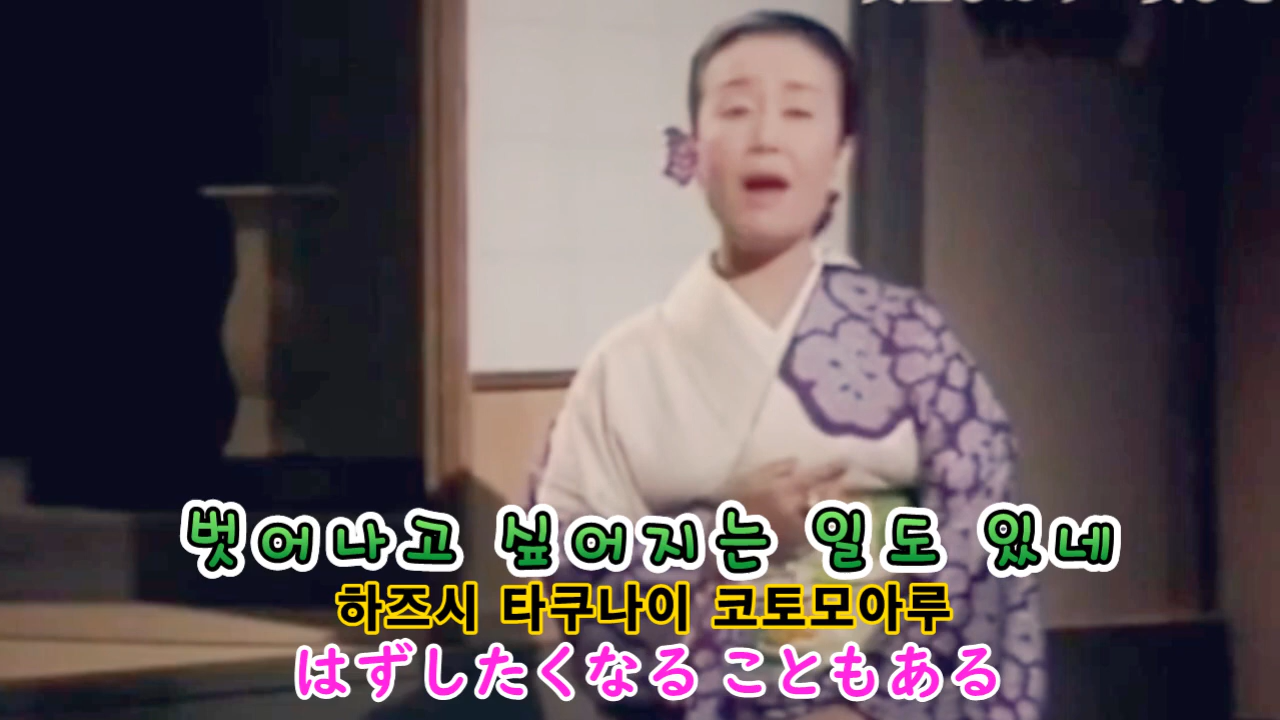 벗어나고 싶어지는 일도 있네
하즈시 타쿠나이 코토모아루
はずしたくなる こともある